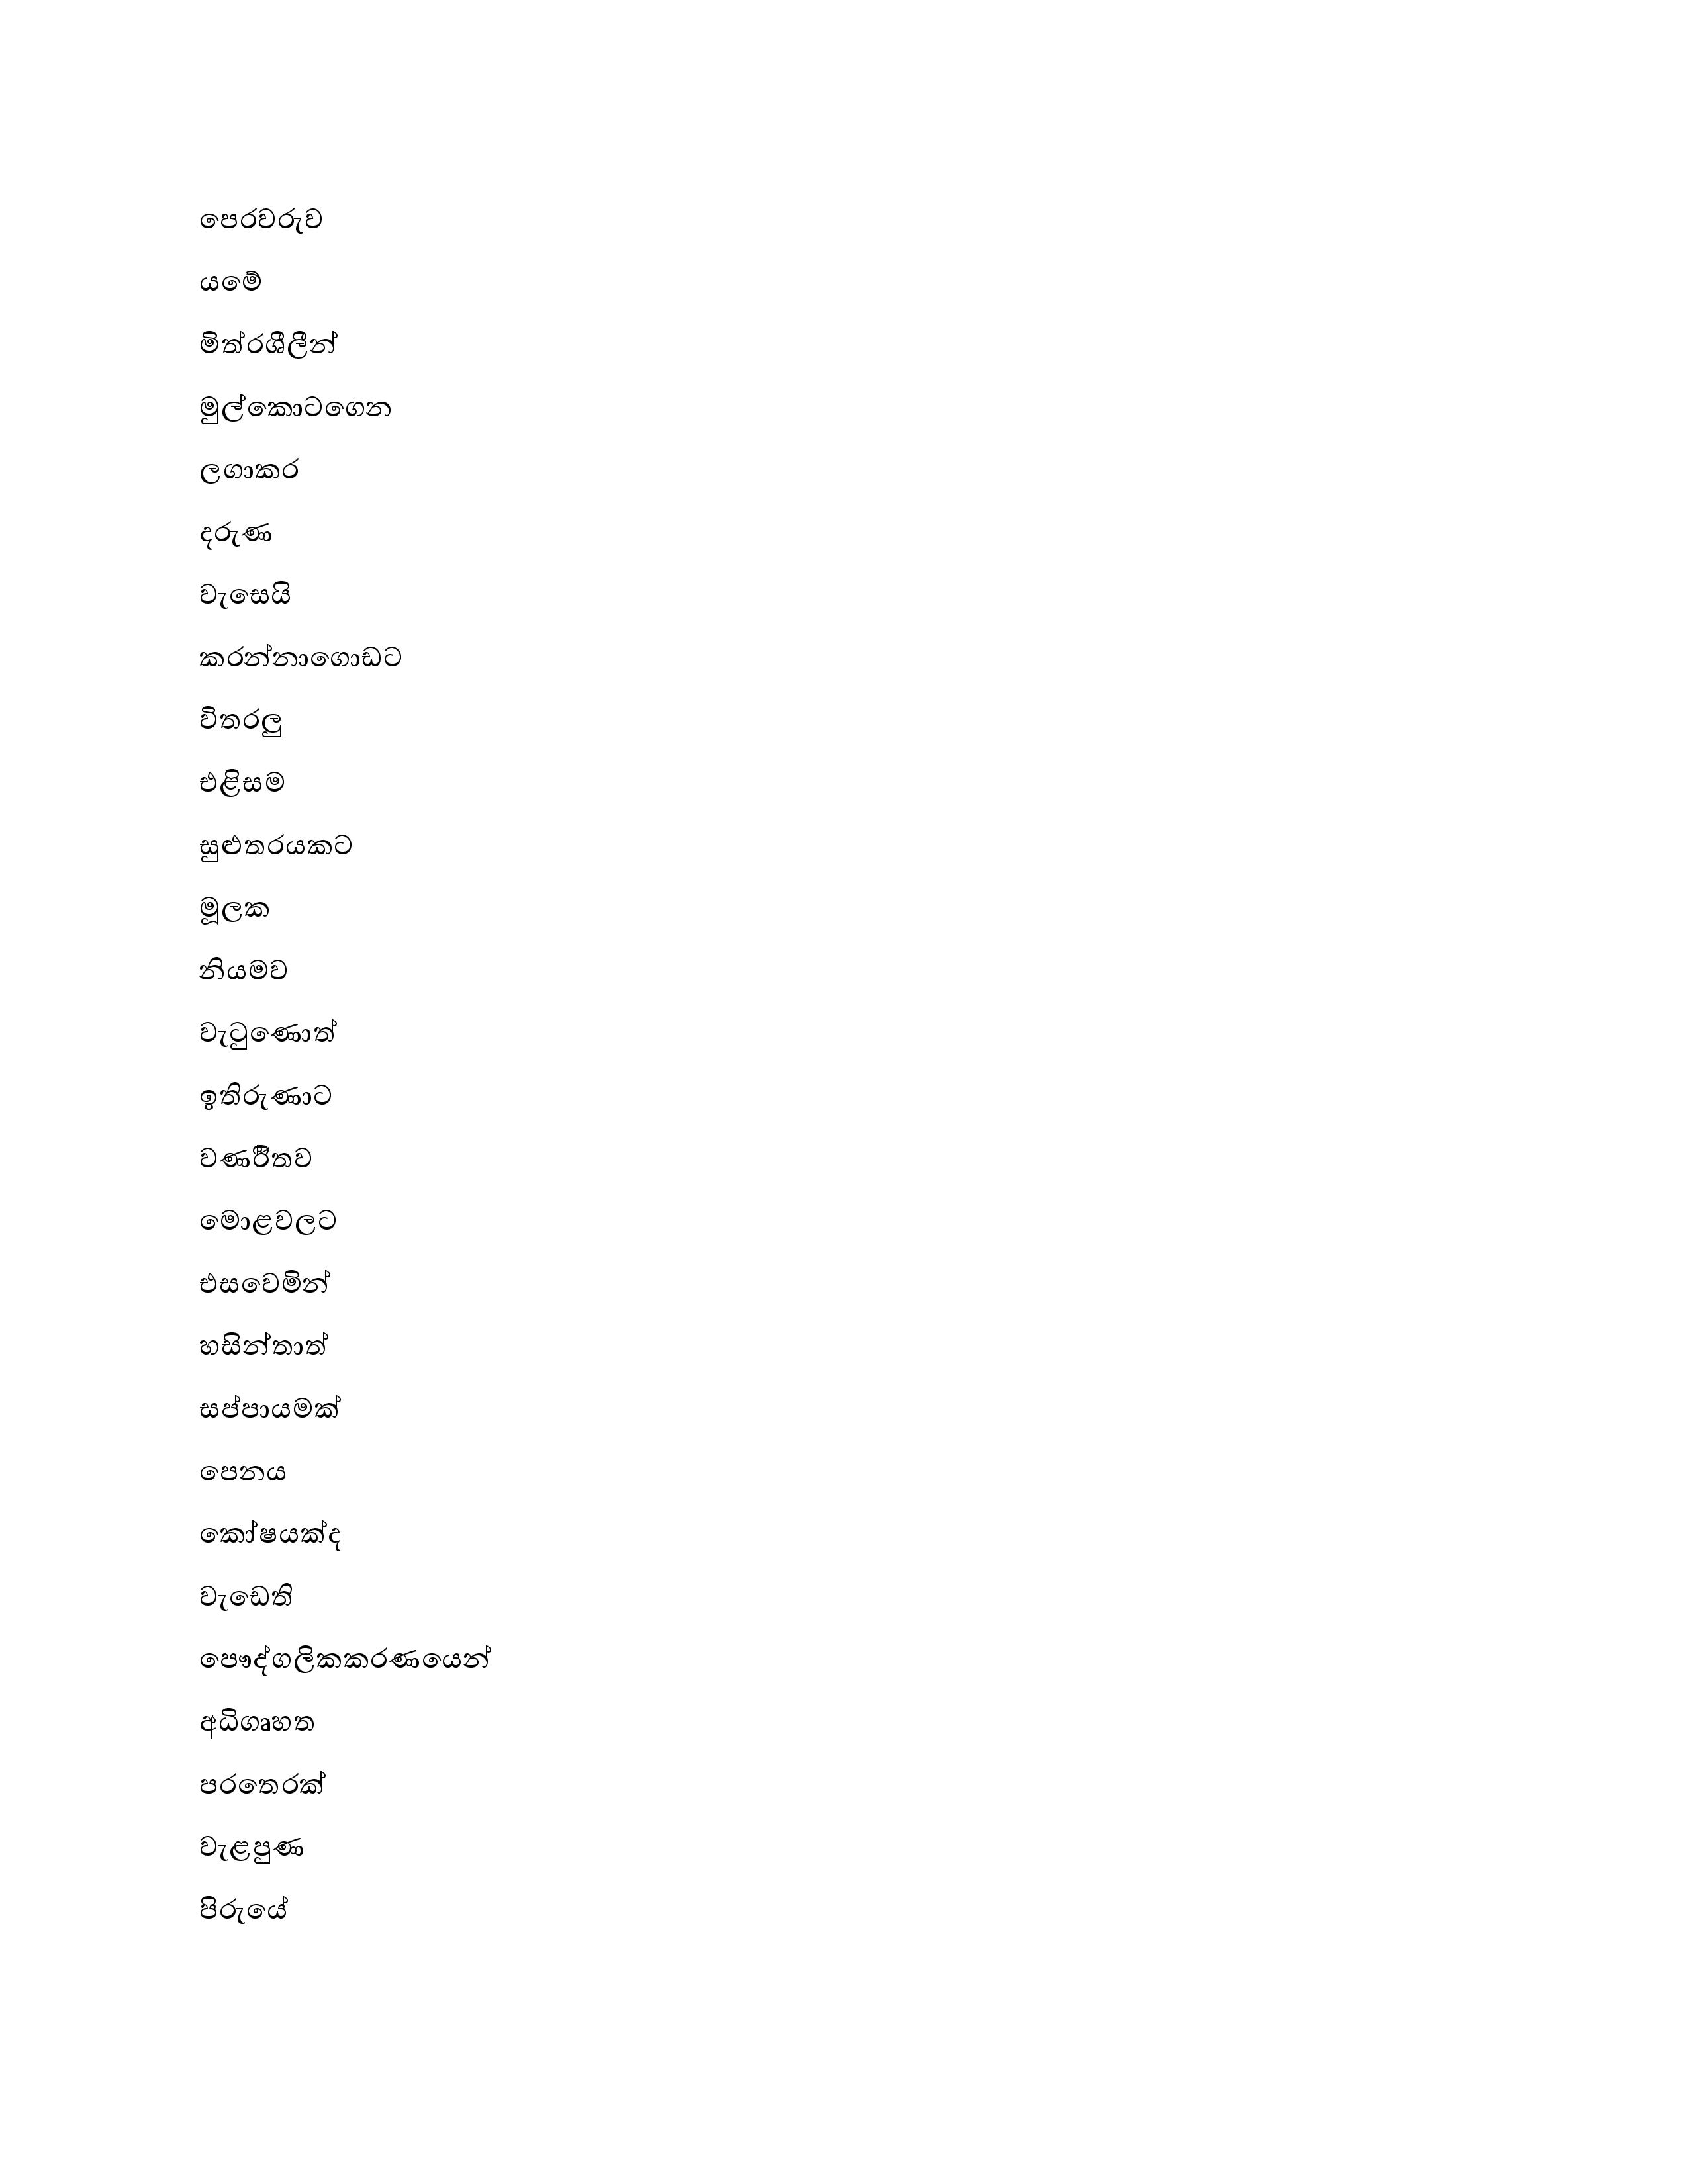 පෙරවරුව
යමේ
මිත්රශීලීන්
මුල්කොටගෙන
ලගාකර
දරුණ
වැසෙයි
කරන්නාගොඩට
විතරලු
එළිසම
සුළුතරයකට
මූලක
නියමව
වැටුණොත්
ඉතිරුණාට
වණර්‍රිතව
මොළවලට
එසවෙමින්
හසින්තාත්
සප්පායමක්
පෙනය
කෝෂයක්ද
වැඩෙති
පෞද්ගලිකකරණයෙන්
අධිගෘහත
පරතෙරක්
වැළපුණ
පිරුයේ